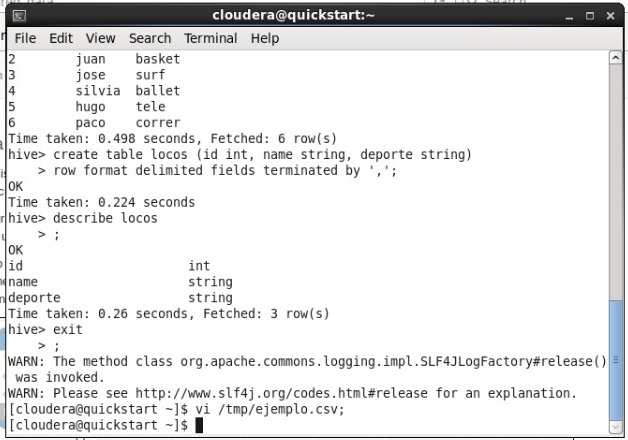 cloudera@quickstart:~
File Edit View Search Terminal Help
2 juan basket
3 jose surf
4 silvia ballet
5 hugo tele
6 paco correr
Time taken: 0.498 seconds, Fetched: 6 row(s)
hive> create table locos (id int, name string, deporte string)
    > row format delimited fields terminated by ',';
OK
Time taken: 0.224 seconds
hive> describe locos
    > ;
OK
id int
name string
deporte string
Time taken: 0.26 seconds, Fetched: 3 row(s)
hive> exit
    > ;
WARN: The method class org.apache.commons.logging.impl.SLF4JLogFactory#release()
 was invoked.
WARN: Please see http://www.slf4j.org/codes.html#release for an explanation.
[cloudera@quickstart ~]$ vi /tmp/ejemplo.csv;
[cloudera@quickstart ~]$